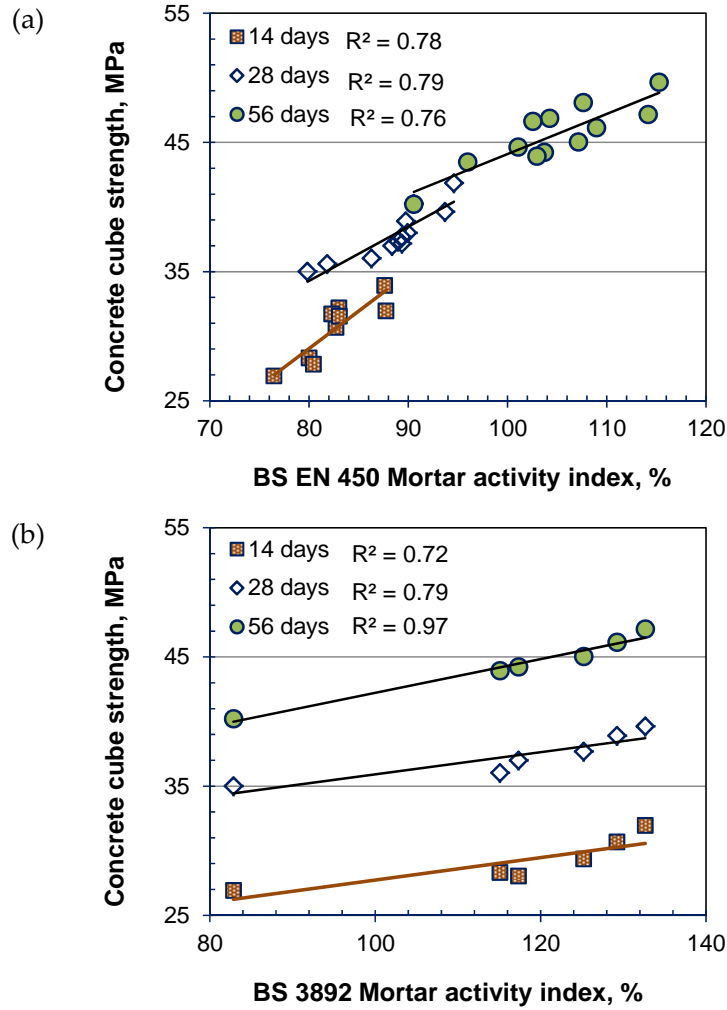 (a)
55
45
35
25
Concrete cube strength, MPa
14 days R² = 0.78
28 days R² = 0.79
56 days R² = 0.76
70 80 90 100 110 120
BS EN 450 Mortar activity index, %
(b)
55
45
35
25
Concrete cube strength, MPa
14 days R² = 0.72
28 days R² = 0.79
56 days R² = 0.97
80 100 120 140
BS 3892 Mortar activity index, %